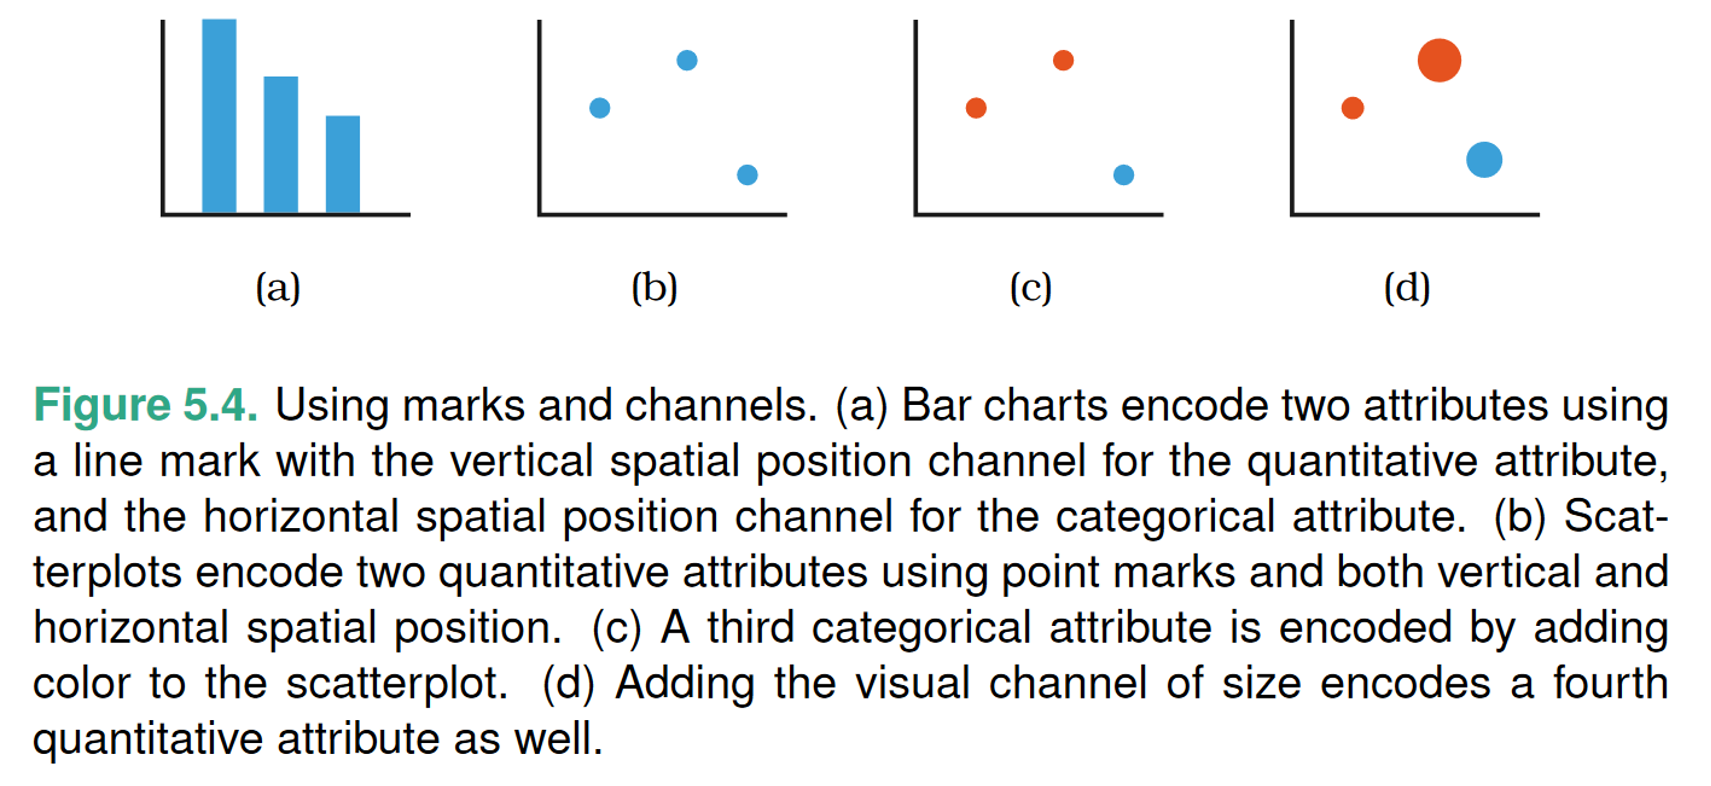 (a) (b) (c) (d)
Figure 5.4. Using marks and channels. (a) Bar charts encode two attributes using
a line mark with the vertical spatial position channel for the quantitative attribute,
and the horizontal spatial position channel for the categorical attribute. (b) Scat-
terplots encode two quantitative attributes using point marks and both vertical and
horizontal spatial position. (c) A third categorical attribute is encoded by adding
color to the scatterplot. (d) Adding the visual channel of size encodes a fourth
quantitative attribute as well.